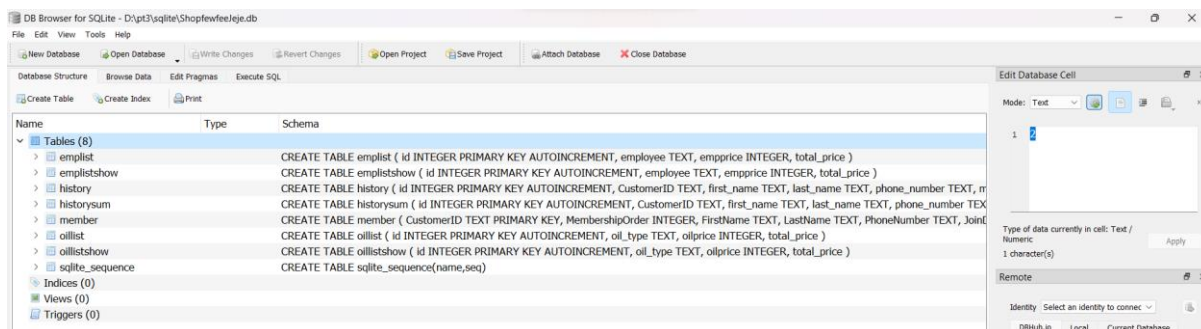 DB Browser for SQLite - D:\pt3\sqlite\ShopfewfeeJeje.db
File Edit View Tools Help
New Database Open Database Write Changes Revert Changes Open Project Save Project Attach Database Close Database
Database Structure Browse Data Edit Pragmas Execute SQL
Create Table Create Index Print
Name Type Schema
Tables (8)
emplist CREATE TABLE emplist ( id INTEGER PRIMARY KEY AUTOINCREMENT, employee TEXT, empprice INTEGER, total_price )
emplistshow CREATE TABLE emplistshow ( id INTEGER PRIMARY KEY AUTOINCREMENT, employee TEXT, empprice INTEGER, total_price )
history CREATE TABLE history ( id INTEGER PRIMARY KEY AUTOINCREMENT, CustomerID TEXT, first_name TEXT, last_name TEXT, phone_number TEXT, m
historysum CREATE TABLE historysum ( id INTEGER PRIMARY KEY AUTOINCREMENT, CustomerID TEXT, first_name TEXT, last_name TEXT, phone_number TEX
member CREATE TABLE member ( CustomerID TEXT PRIMARY KEY, MembershipOrder INTEGER, FirstName TEXT, LastName TEXT, PhoneNumber TEXT, JoinD
oillist CREATE TABLE oillist ( id INTEGER PRIMARY KEY AUTOINCREMENT, oil_type TEXT, oilprice INTEGER, total_price )
oillistshow CREATE TABLE oillistshow ( id INTEGER PRIMARY KEY AUTOINCREMENT, oil_type TEXT, oilprice INTEGER, total_price )
sqlite_sequence CREATE TABLE sqlite_sequence(name,seq)
Indices (0)
Views (0)
Triggers (0)
Edit Database Cell
Mode: Text
1 2
Type of data currently in cell: Text / Numeric
1 character(s)
Apply
Remote
Identity Select an identity to connec
DBHub.io Local Current Database